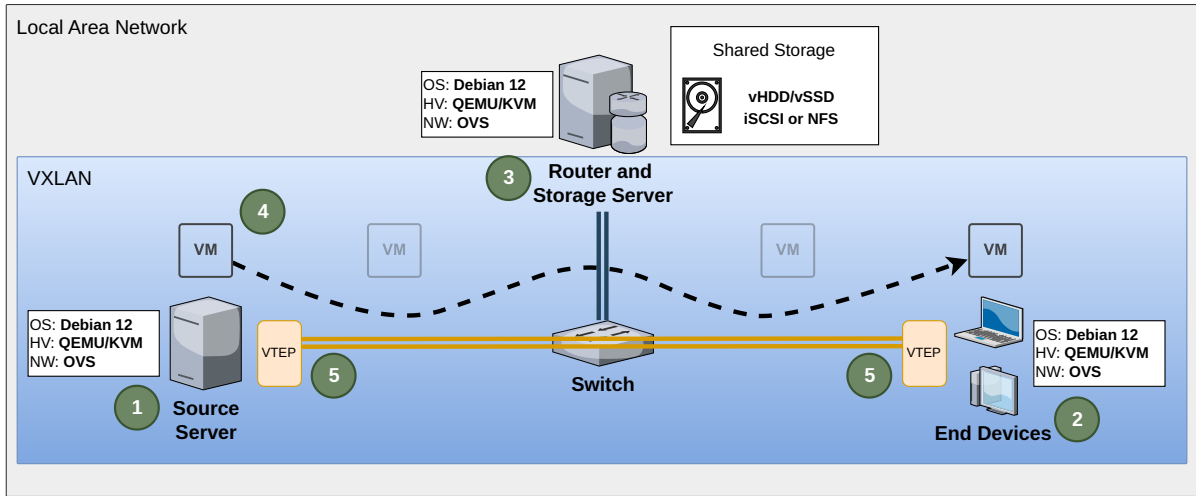 Local Area Network
Shared Storage
vHDD/vSSD
iSCSI or NFS
OS: Debian 12
HV: QEMU/KVM
NW: OVS
3
Router and
Storage Server
VXLAN
4
VM
VM
VM
VM
OS: Debian 12
HV: QEMU/KVM
NW: OVS
VTEP
5
1
Source
Server
Switch
VTEP
5
OS: Debian 12
HV: QEMU/KVM
NW: OVS
2
End Devices